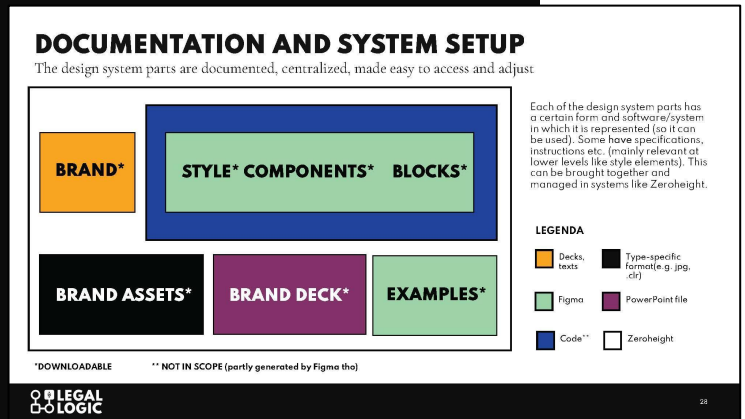 DOCUMENTATION AND SYSTEM SETUP
The design system parts are documented, centralized, made easy to access and adjust
BRAND*
STYLE* COMPONENTS* BLOCKS*
BRAND ASSETS*
BRAND DECK*
EXAMPLES*
*DOWNLOADABLE
** NOT IN SCOPE (partly generated by Figma tho)
Each of the design system parts has
a certain form and software/system
in which it is represented (so it can
be used). Some have specifications,
instructions etc. (mainly relevant at
lower levels like style elements). This
can be brought together and
managed in systems like Zeroheight.
LEGENDA
Decks,
texts
Type-specific
format(e.g. jpg,
.clr)
Figma
PowerPoint file
Code**
Zeroheight
LEGAL
LOGIC
28